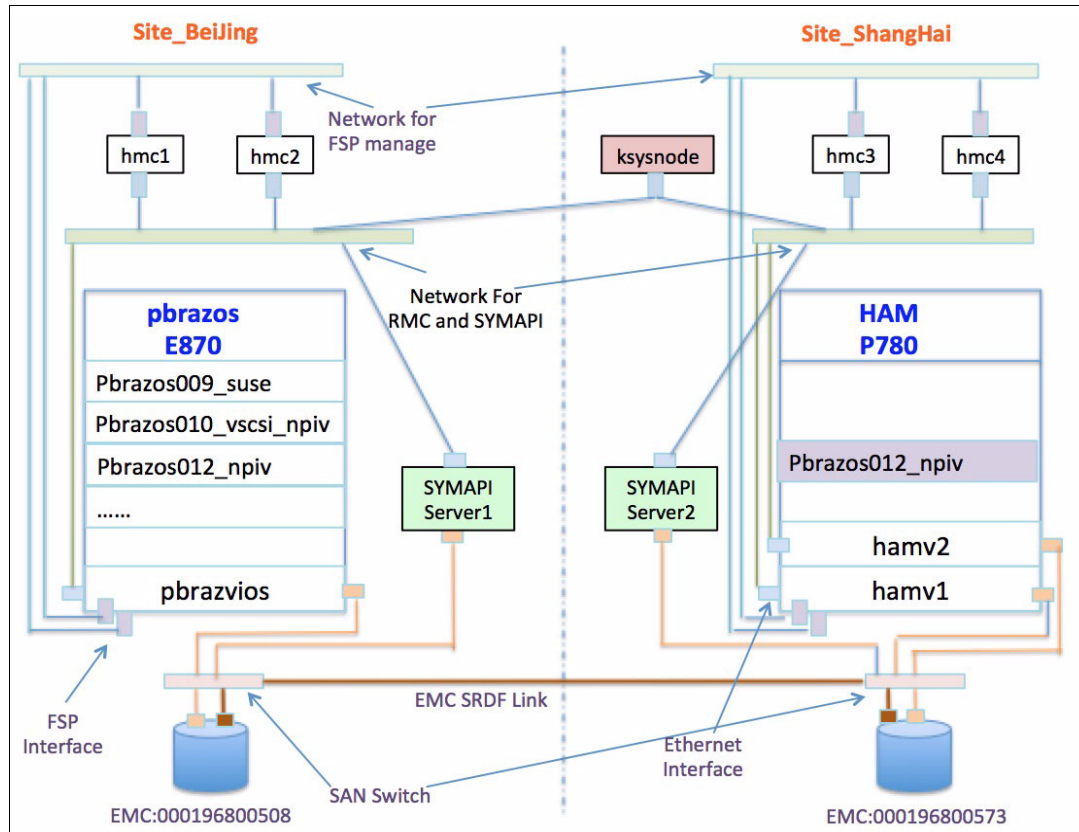 Site_BeiJing
Site_ShangHai
Network for
FSP manage
hmc1
hmc2
ksysnode
hmc3
hmc4
Network For
RMC and SYMAPI
pbrazos
E870
Pbrazos009_suse
Pbrazos010_vscsi_npiv
Pbrazos012_npiv
......
pbrazvios
SYMAPI
Server1
SYMAPI
Server2
HAM
P780
Pbrazos012_npiv
hamv2
hamv1
EMC SRDF Link
FSP
Interface
Ethernet
Interface
SAN Switch
EMC:000196800508
EMC:000196800573